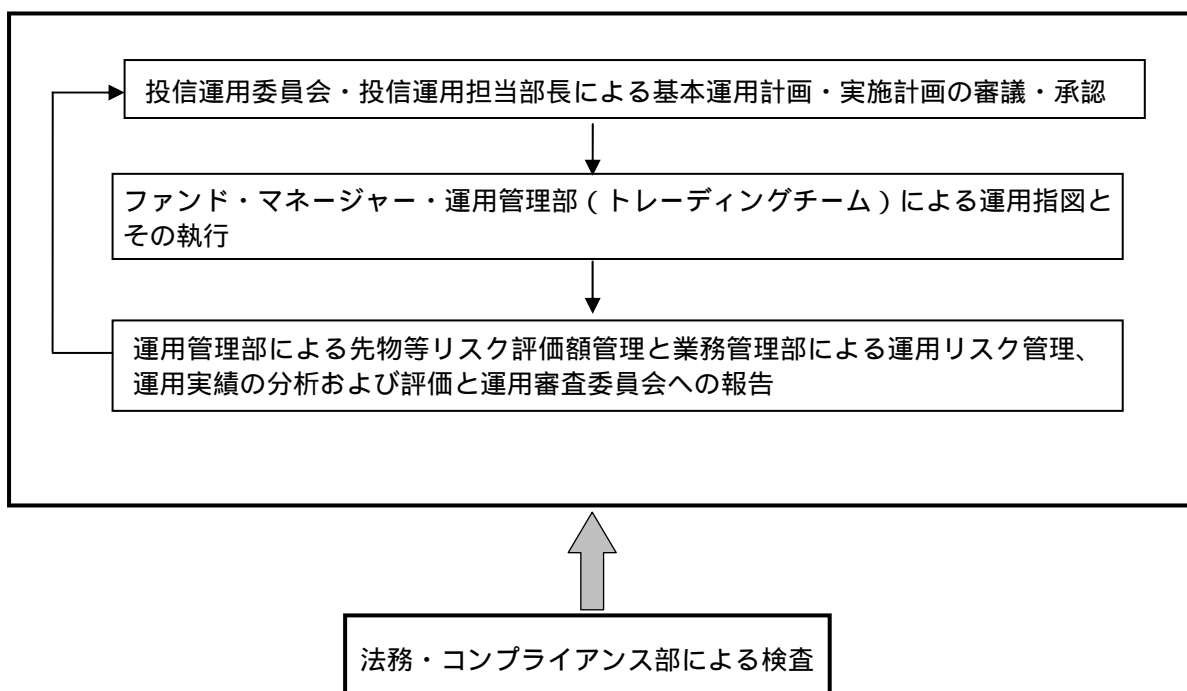 投信運用委員会・投信運用担当部長による基本運用計画・実施計画の審議・承認
ファンド・マネージャー・運用管理部（トレーディングチーム）による運用指図と
その執行
運用管理部による先物等リスク評価額管理と業務管理部による運用リスク管理、
運用実績の分析および評価と運用審査委員会への報告
法務・コンプライアンス部による検査